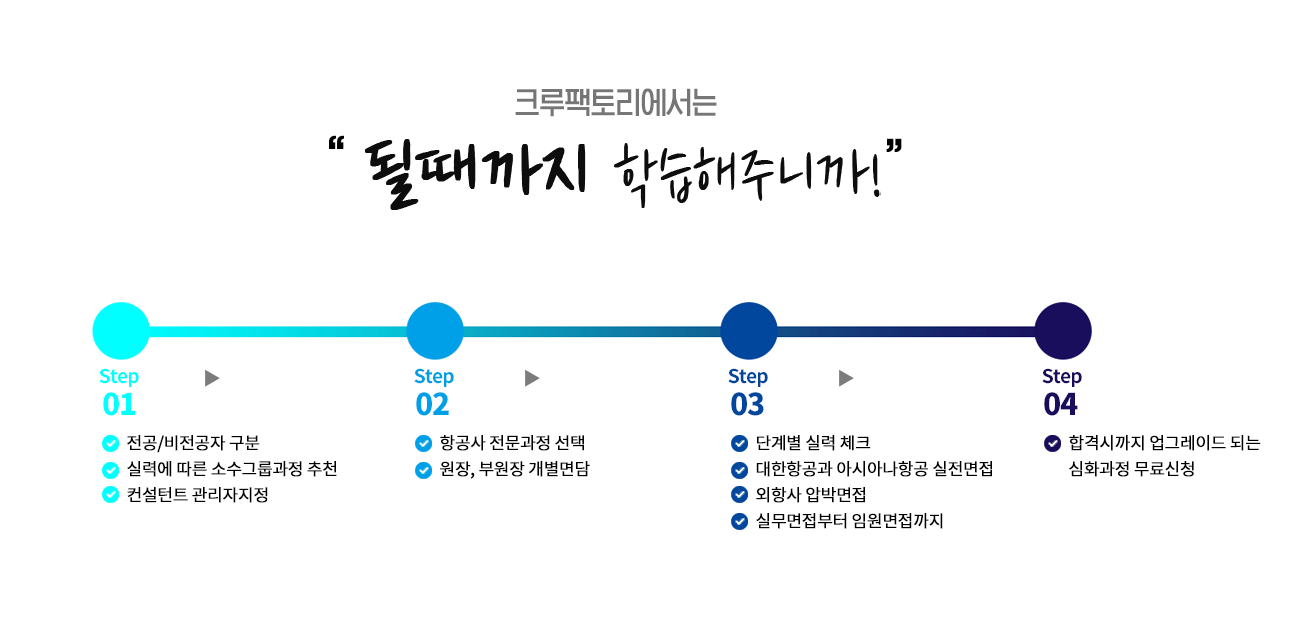 크루팩토리에서는
“될때까지 학습해주니까!”
Step
01
전공/비전공자 구분
실력에 따른 소수그룹과정 추천
컨설턴트 관리자지정
Step
02
항공사 전문과정 선택
원장, 부원장 개별면담
Step
03
단계별 실력 체크
대한항공과 아시아나항공 실전면접
외항사 압박면접
실무면접부터 임원면접까지
Step
04
합격시까지 업그레이드 되는
심화과정 무료신청